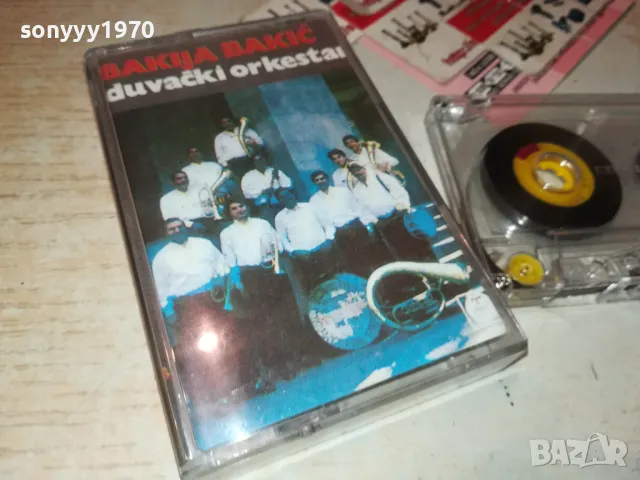 sonyyy1970
BAKIJA BAKIĆ
duvački orkestar
BAZAR